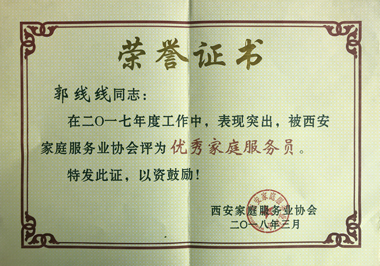 荣誉证书
郭线线同志：
在二〇一七年度工作中，表现突出，被西安
家庭服务业协会评为优秀家庭服务员。
特发此证，以资鼓励！
西安家庭服务业协会
二〇一八年三月